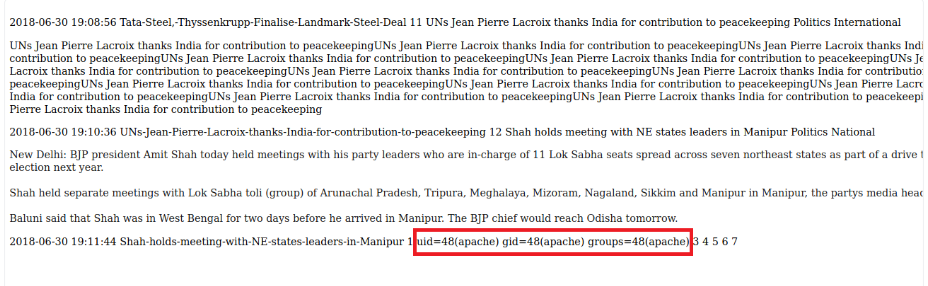 2018-06-30 19:08:56 Tata-Steel,-Thyssenkrupp-Finalise-Landmark-Steel-Deal 11 UNs Jean Pierre Lacroix thanks India for contribution to peacekeeping Politics International
UNs Jean Pierre Lacroix thanks India for contribution to peacekeepingUNs Jean Pierre Lacroix thanks India for contribution to peacekeepingUNs Jean Pierre Lacroix thanks
contribution to peacekeepingUNs Jean Pierre Lacroix thanks India for contribution to peacekeepingUNs Jean Pierre Lacroix thanks India for contribution to peacekeepingUNs
Lacroix thanks India for contribution to peacekeepingUNs Jean Pierre Lacroix thanks India for contribution to peacekeepingUNs Jean Pierre Lacroix thanks India for
peacekeepingUNs Jean Pierre Lacroix thanks India for contribution to peacekeepingUNs Jean Pierre Lacroix thanks India for contribution to peacekeepingUNs Jean Pierre
India for contribution to peacekeepingUNs Jean Pierre Lacroix thanks India for contribution to peacekeepingUNs Jean Pierre Lacroix thanks India for contribution to
Pierre Lacroix thanks India for contribution to peacekeeping
2018-06-30 19:10:36 UNs-Jean-Pierre-Lacroix-thanks-India-for-contribution-to-peacekeeping 12 Shah holds meeting with NE states leaders in Manipur Politics National
New Delhi: BJP president Amit Shah today held meetings with his party leaders who are in-charge of 11 Lok Sabha seats spread across seven northeast states as part of a drive
election next year.
Shah held separate meetings with Lok Sabha toli (group) of Arunachal Pradesh, Tripura, Meghalaya, Mizoram, Nagaland, Sikkim and Manipur in Manipur, the partys media
Baluni said that Shah was in West Bengal for two days before he arrived in Manipur. The BJP chief would reach Odisha tomorrow.
2018-06-30 19:11:44 Shah-holds-meeting-with-NE-states-leaders-in-Manipur 1 uid=48(apache) gid=48(apache) groups=48(apache) 3 4 5 6 7